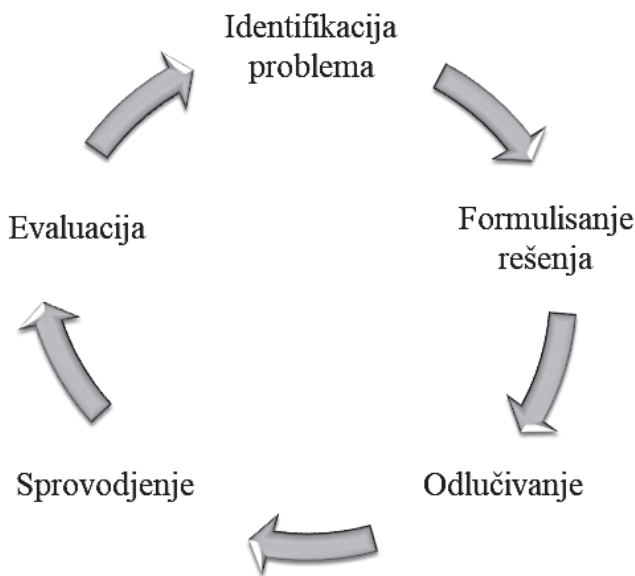 Identifikacija
problema
Formulisanje
rešenja
Odlučivanje
Sprovodjenje
Evaluacija